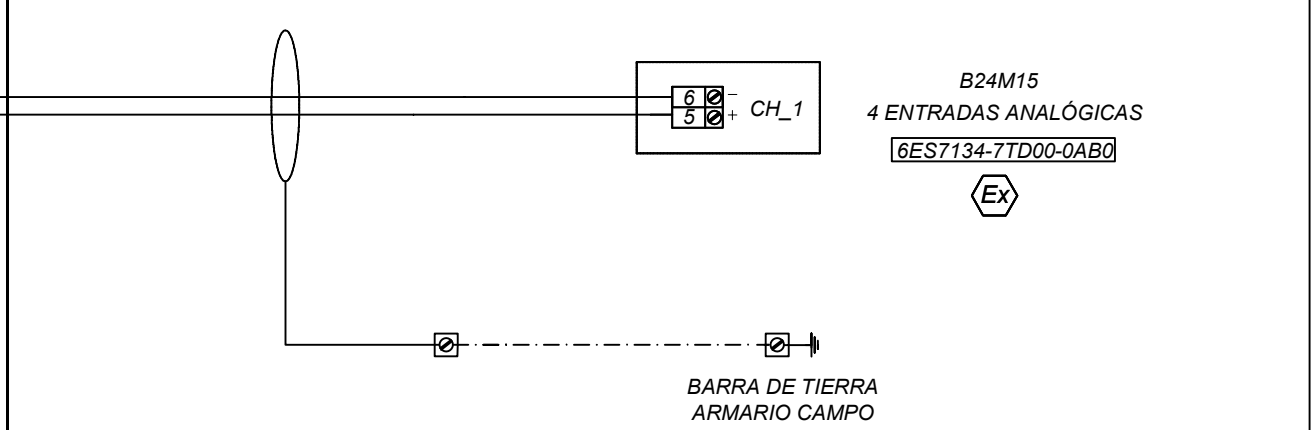 6 −
5 +
CH_1
B24M15
4 ENTRADAS ANALÓGICAS
6ES7134-7TD00-0AB0
Ex
BARRA DE TIERRA
ARMARIO CAMPO